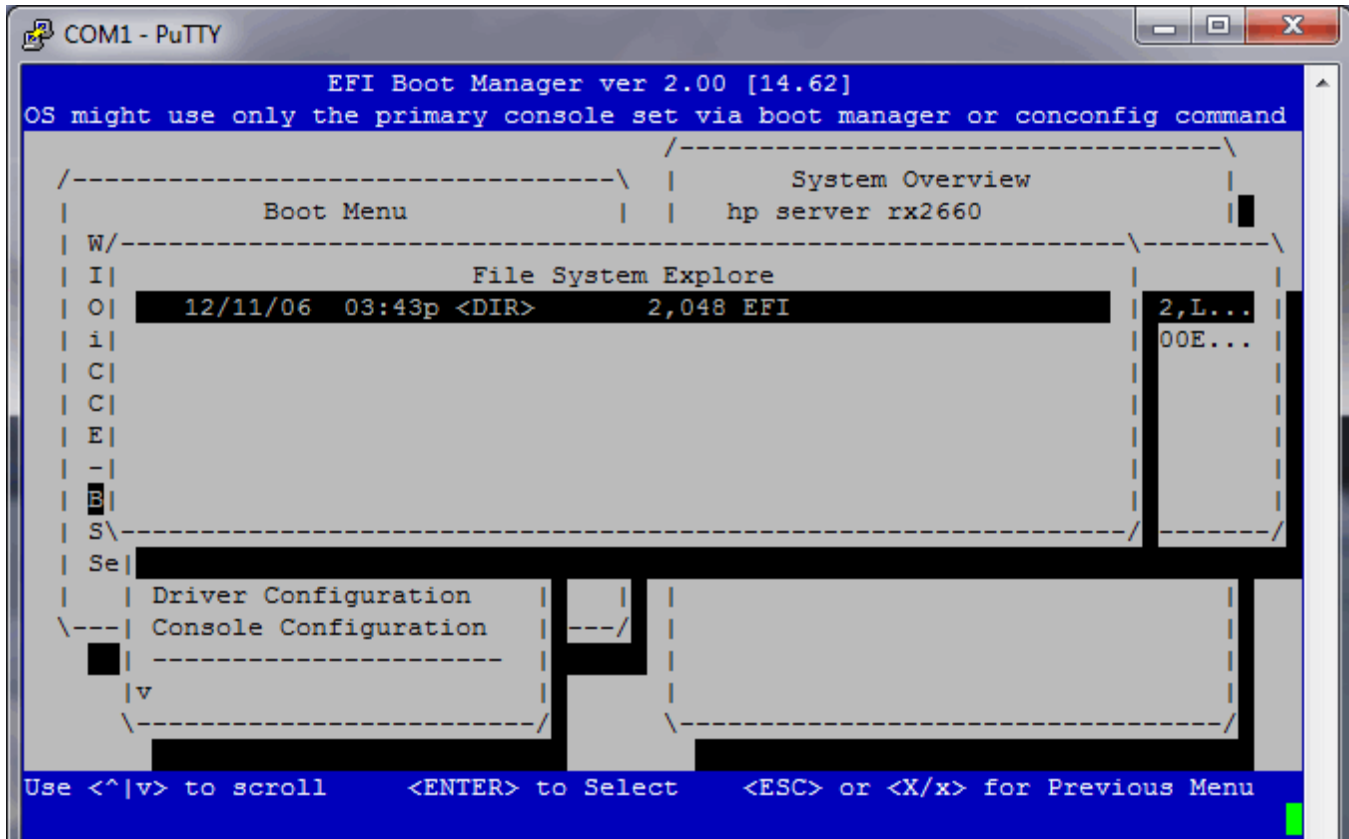 COM1 - PuTTY
EFI Boot Manager ver 2.00 [14.62]
OS might use only the primary console set via boot manager or conconfig command
/----------------------------------\
/----------------------------------\ | System Overview |
| Boot Menu | | hp server rx2660 |
| W/---------------------------------------------------------------\--------\
| I| File System Explore | |
| O| 12/11/06 03:43p <DIR> 2,048 EFI | 2,L... |
| i| | 00E... |
| C| | |
| C| | |
| E| | |
| -| | |
| B| | |
| S\---------------------------------------------------------------/ --------/
| Se|
| | Driver Configuration | | | |
\---| Console Configuration | ---/ | |
| ---------------------- | | |
|v | | |
\-------------------------/ \----------------------------------/
Use <^|v> to scroll <ENTER> to Select <ESC> or <X/x> for Previous Menu